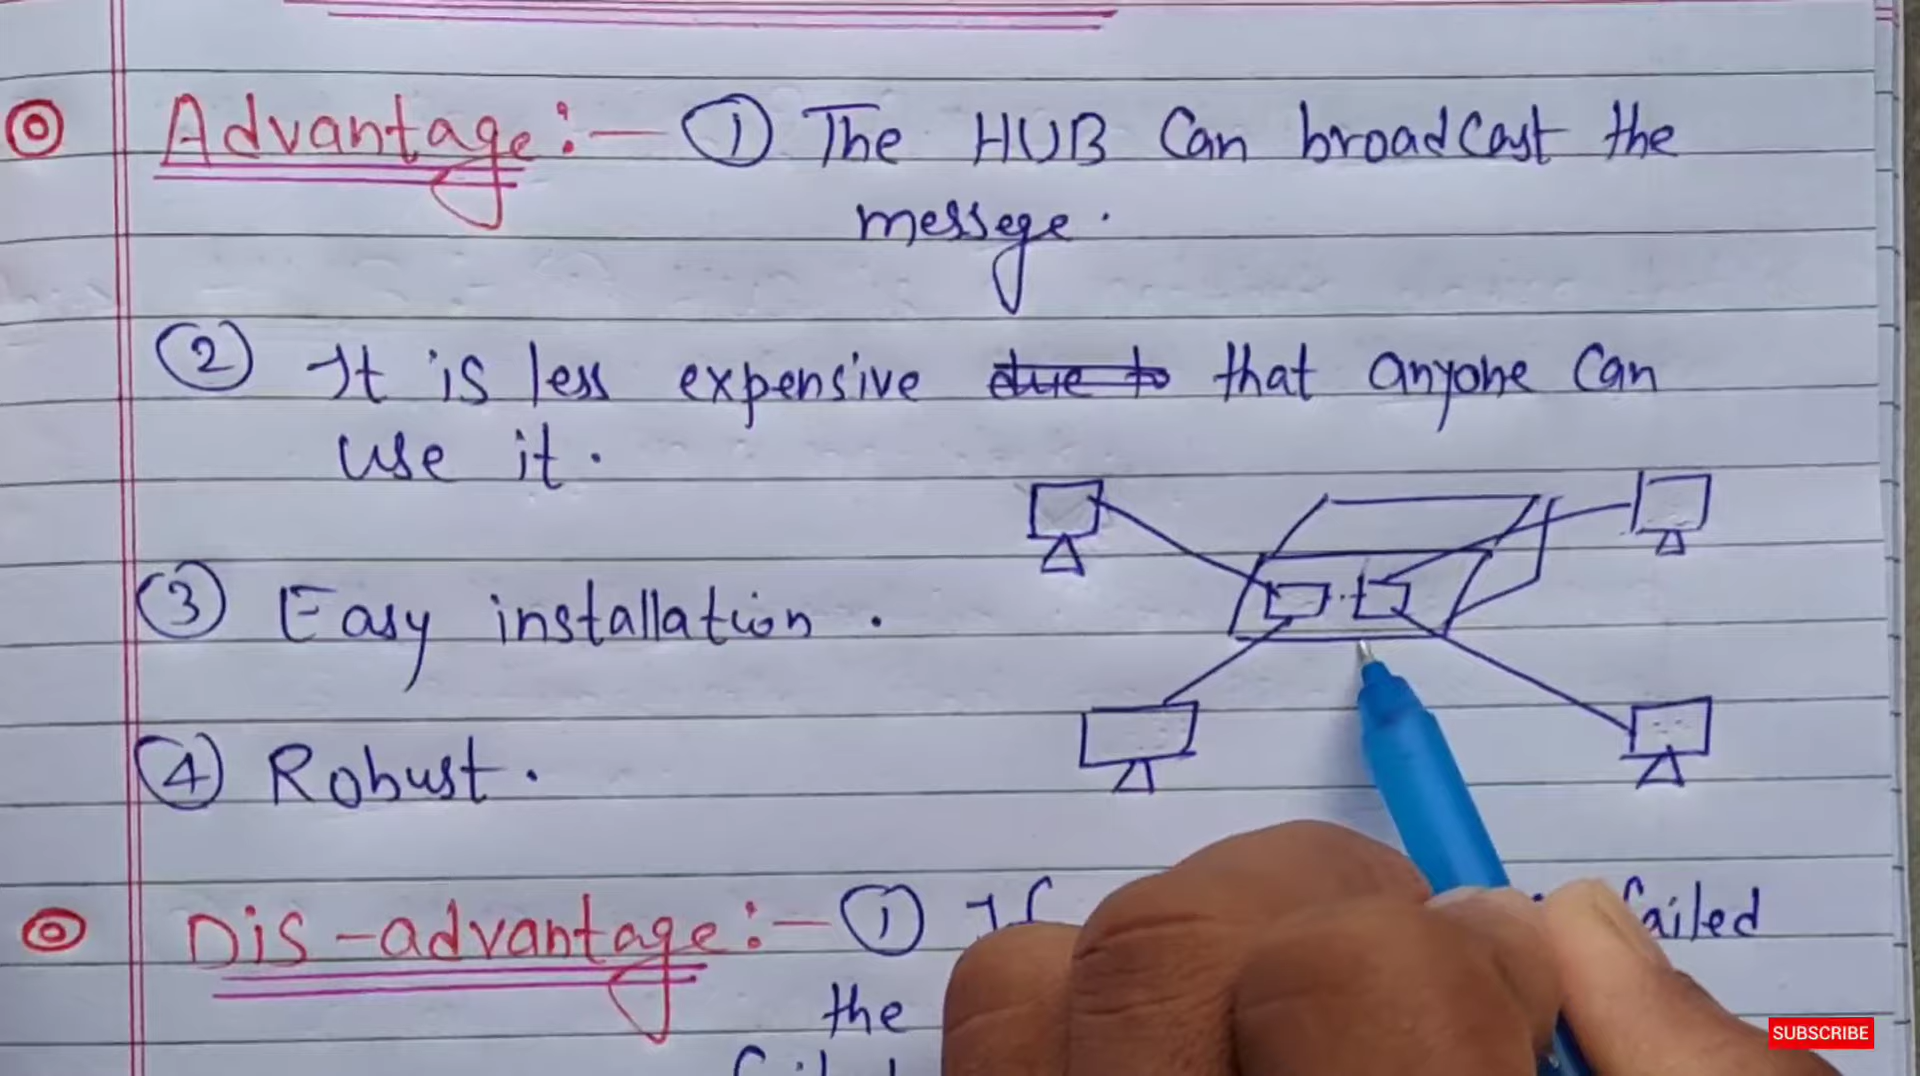 Advantage:- ① The HUB Can broadcast the
messege.
② It is less expensive due to that anyone Can
use it.
③ Easy installation.
④ Robust.
Dis-advantage:- ① If failed
the
SUBSCRIBE